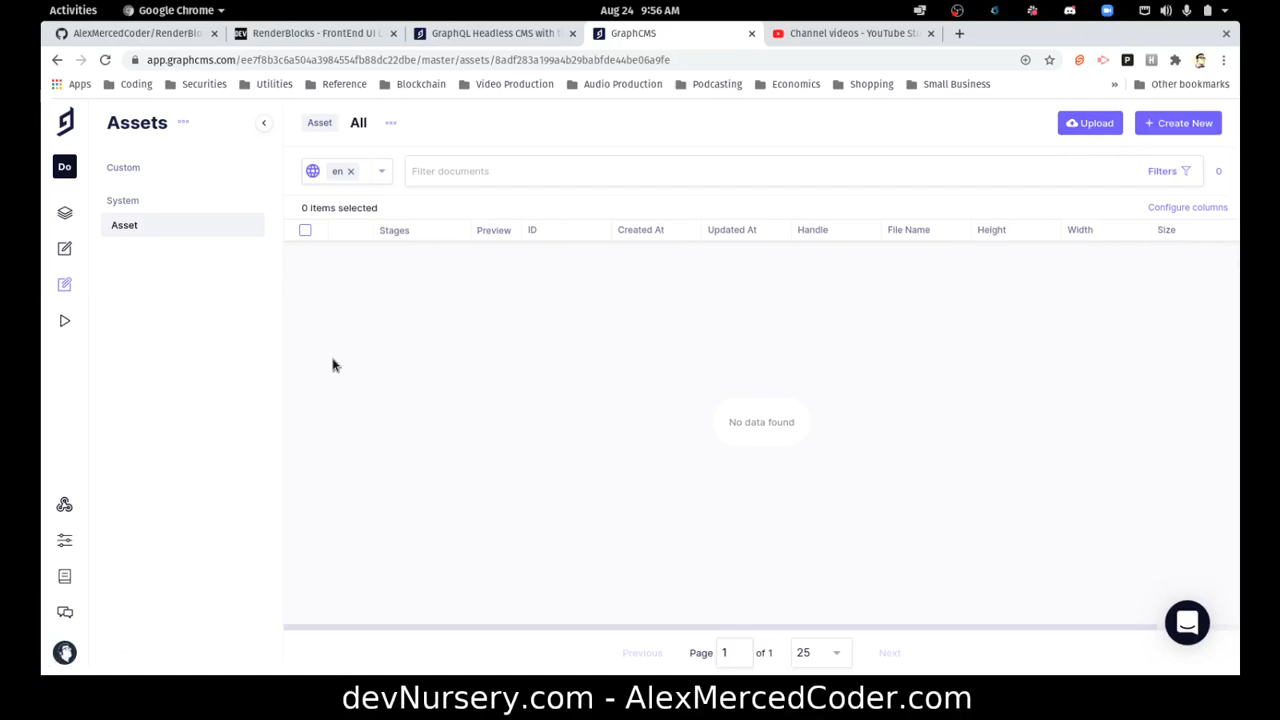 Activities
Google Chrome
Aug 24 9:56 AM
AlexMercedCoder/RenderBlo
DEV
RenderBlocks - FrontEnd UI L
GraphQL Headless CMS with t
GraphCMS
Channel videos - YouTube St
app.graphcms.com/ee7f8b3c6a504a3984554fb88dc22dbe/master/assets/8adf283a199a4b29babfde44be06a9fe
P
H
Apps
Coding
Securities
Utilities
Reference
Blockchain
Video Production
Audio Production
Podcasting
Economics
Shopping
Small Business
»
Other bookmarks
Assets
Asset
All
Upload
+ Create New
Do
Custom
en
Filter documents
Filters
0
System
Asset
0 items selected
Configure columns
Stages
Preview
ID
Created At
Updated At
Handle
File Name
Height
Width
Size
No data found
Previous
Page 1 of 1
25
Next
devNursery.com - AlexMercedCoder.com